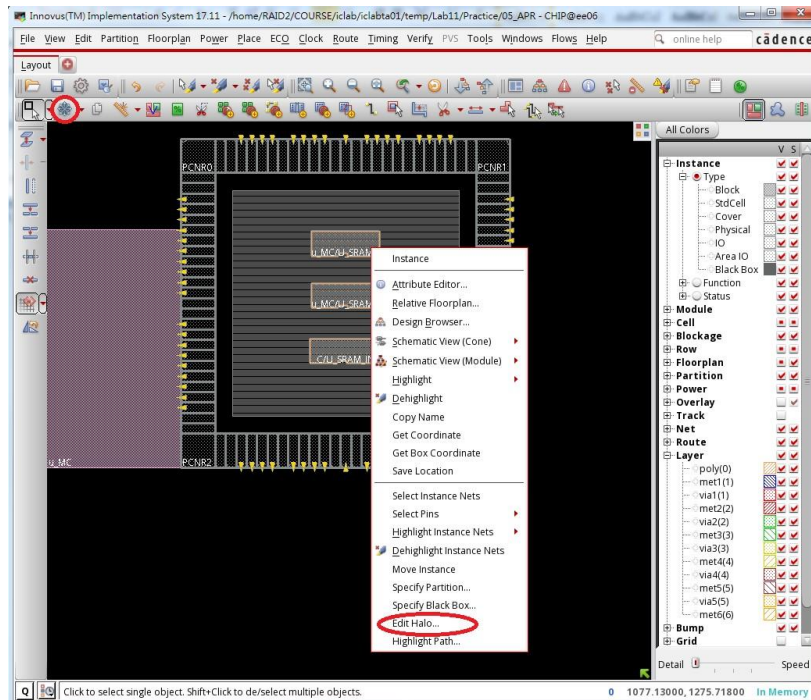 Innovus(TM) Implementation System 17.11 - /home/RAID2/COURSE/iclab/iclabta01/temp/Lab11/Practice/05_APR - CHIP@ee06
File View Edit Partition Floorplan Power Place ECO Clock Route Timing Verify PVS Tools Windows Flows Help
online help
cādence
Layout
All Colors
V S
Instance
Type
Block
StdCell
Cover
Physical
IO
Area IO
Black Box
Function
Status
Module
Cell
Blockage
Row
Floorplan
Partition
Power
Overlay
Track
Net
Route
Layer
poly(0)
met1(1)
via1(1)
met2(2)
via2(2)
met3(3)
via3(3)
met4(4)
via4(4)
met5(5)
via5(5)
met6(6)
Bump
Grid
Detail
Speed
PCNR0
PCNR1
u_MC/U_SRAM
u_MC/U_SRAM
C/U_SRAM_IN
u_MC
PCNR2
Instance
Attribute Editor...
Relative Floorplan...
Design Browser...
Schematic View (Cone)
Schematic View (Module)
Highlight
Dehighlight
Copy Name
Get Coordinate
Get Box Coordinate
Save Location
Select Instance Nets
Select Pins
Highlight Instance Nets
Dehighlight Instance Nets
Move Instance
Specify Partition...
Specify Black Box...
Edit Halo...
Highlight Path...
Q
Click to select single object. Shift+Click to de/select multiple objects.
0
1077.13000, 1275.71800
In Memory